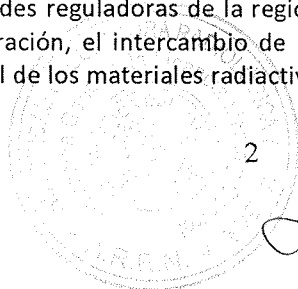 des reguladoras de la regió
ración, el intercambio de
l de los materiales radiactiv
2